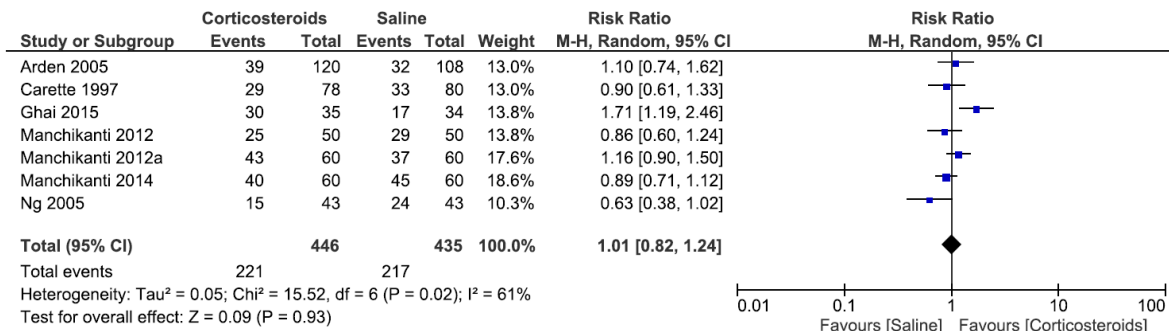 Corticosteroids Saline Risk Ratio Risk Ratio
Study or Subgroup Events Total Events Total Weight M-H, Random, 95% CI M-H, Random, 95% CI
Arden 2005 39 120 32 108 13.0% 1.10 [0.74, 1.62]
Carette 1997 29 78 33 80 13.0% 0.90 [0.61, 1.33]
Ghai 2015 30 35 17 34 13.8% 1.71 [1.19, 2.46]
Manchikanti 2012 25 50 29 50 13.8% 0.86 [0.60, 1.24]
Manchikanti 2012a 43 60 37 60 17.6% 1.16 [0.90, 1.50]
Manchikanti 2014 40 60 45 60 18.6% 0.89 [0.71, 1.12]
Ng 2005 15 43 24 43 10.3% 0.63 [0.38, 1.02]
Total (95% CI) 446 435 100.0% 1.01 [0.82, 1.24]
Total events 221 217
Heterogeneity: Tau² = 0.05; Chi² = 15.52, df = 6 (P = 0.02); I² = 61%
Test for overall effect: Z = 0.09 (P = 0.93)
0.01 0.1 1 10 100
Favours [Saline] Favours [Corticosteroids]